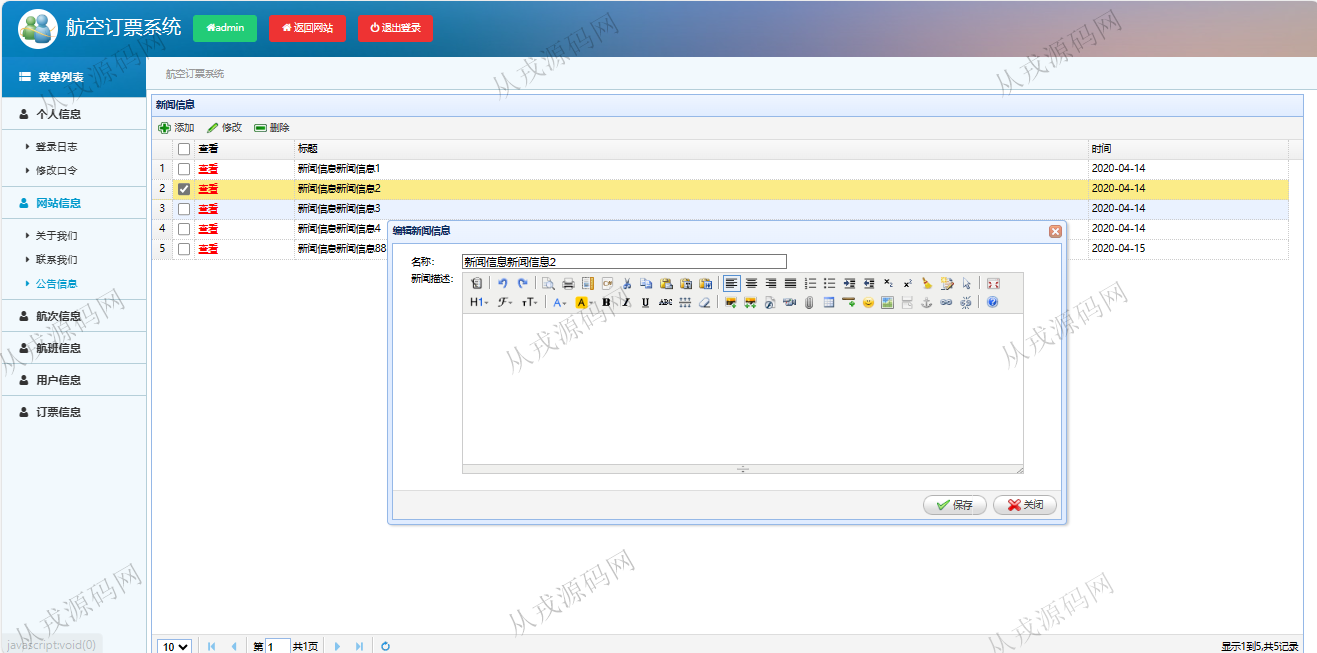 航空订票系统 admin 返回网站 退出登录
菜单列表
航空订票系统
个人信息
登录日志
修改口令
网站信息
关于我们
联系我们
公告信息
航次信息
航班信息
用户信息
订票信息
新闻信息
添加 修改 删除
查看 标题 时间
1 查看 新闻信息新闻信息1 2020-04-14
2 查看 新闻信息新闻信息2 2020-04-14
3 查看 新闻信息新闻信息3 2020-04-14
4 查看 新闻信息新闻信息4 2020-04-14
5 查看 新闻信息新闻信息88 2020-04-15
编辑新闻信息
名称: 新闻信息新闻信息2
新闻描述:
H1 F тT A A B I U ABC
保存 关闭
10 第 1 共1页
显示1到5,共5记录
javascript:void(0)
从戎源码网
从戎源码网
从戎源码网
从戎源码网
从戎源码网
从戎源码网
从戎源码网
从戎源码网
从戎源码网